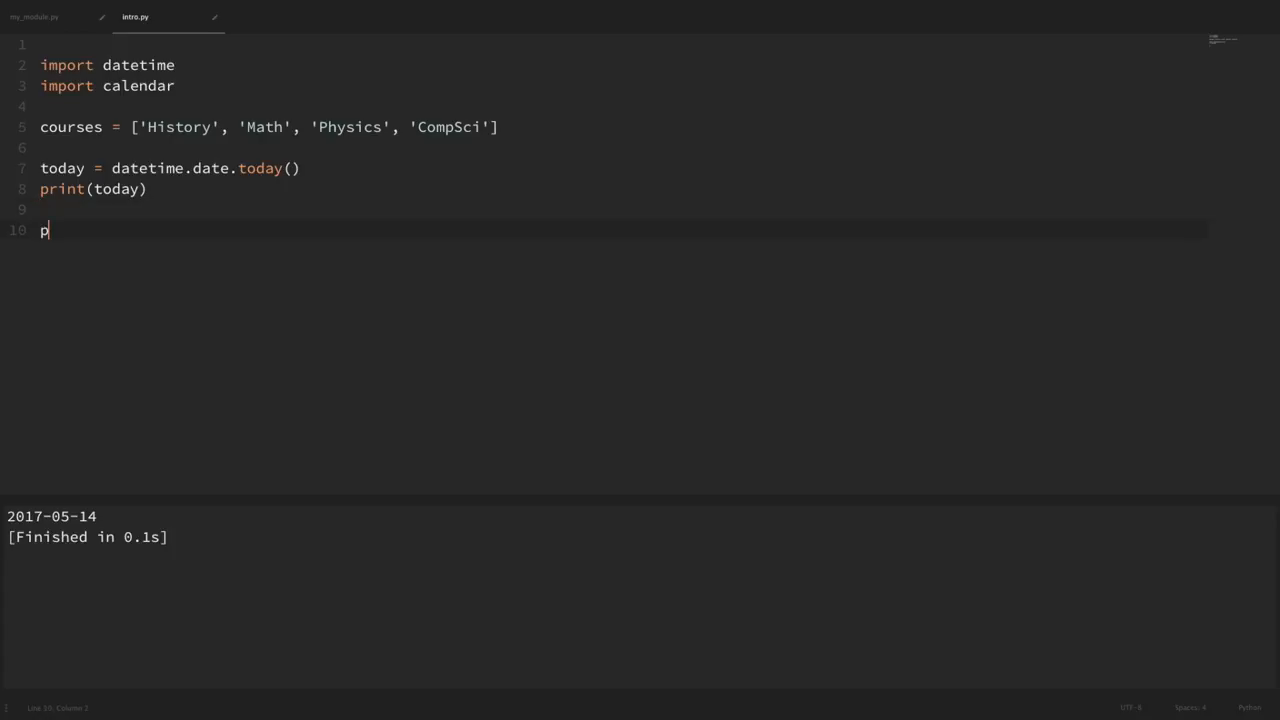 my_module.py
intro.py
1
2 import datetime
3 import calendar
4
5 courses = ['History', 'Math', 'Physics', 'CompSci']
6
7 today = datetime.date.today()
8 print(today)
9
10 p
2017-05-14
[Finished in 0.1s]
Line 10, Column 2
UTF-8
Spaces: 4
Python